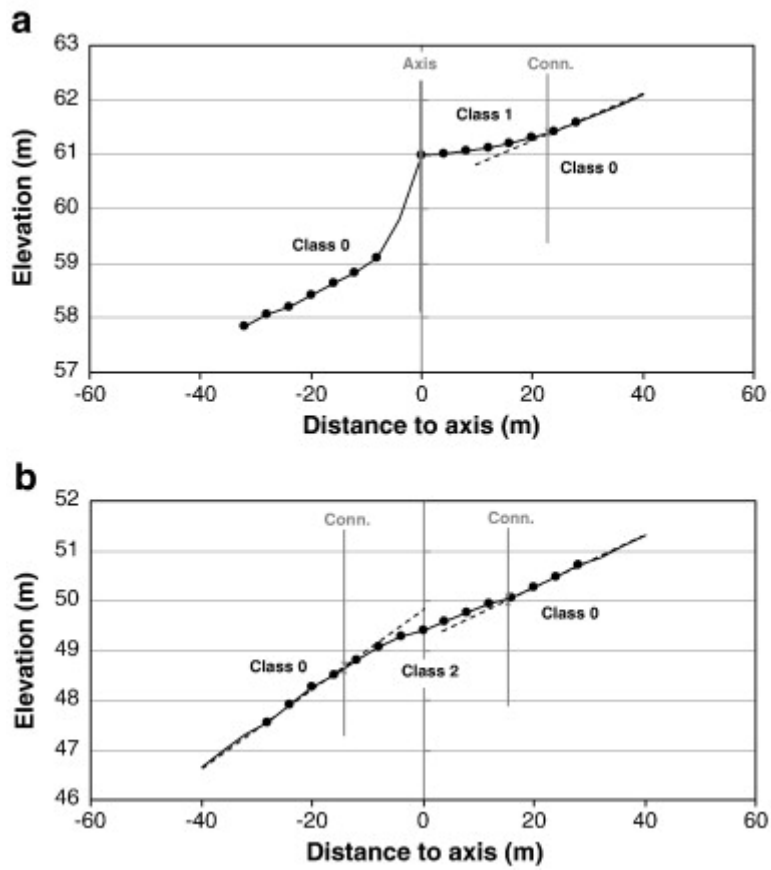 a
63
62
61
60
59
58
57
Elevation (m)
Axis
Conn.
Class 1
Class 0
Class 0
-60 -40 -20 0 20 40 60
Distance to axis (m)
b
52
51
50
49
48
47
46
Elevation (m)
Conn.
Conn.
Class 0
Class 2
Class 0
-60 -40 -20 0 20 40 60
Distance to axis (m)